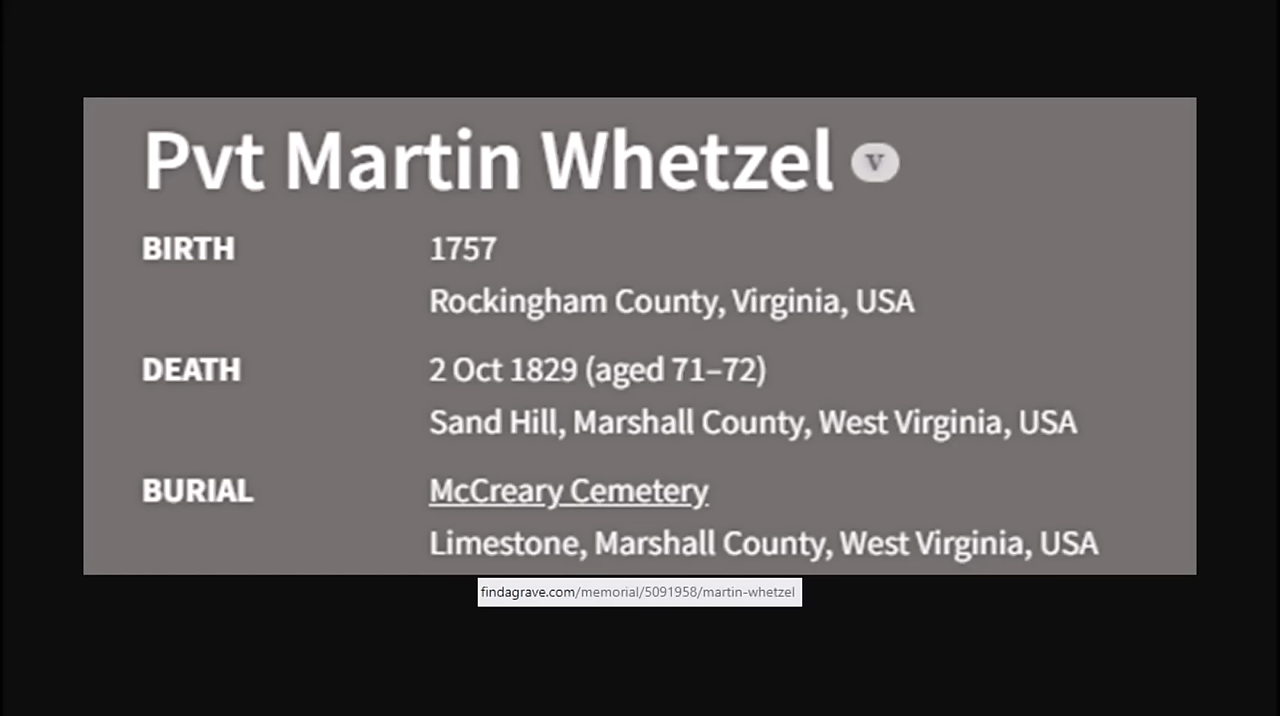 Pvt Martin Whetzel V
BIRTH 1757
Rockingham County, Virginia, USA
DEATH 2 Oct 1829 (aged 71–72)
Sand Hill, Marshall County, West Virginia, USA
BURIAL McCreary Cemetery
Limestone, Marshall County, West Virginia, USA
findagrave.com/memorial/5091958/martin-whetzel